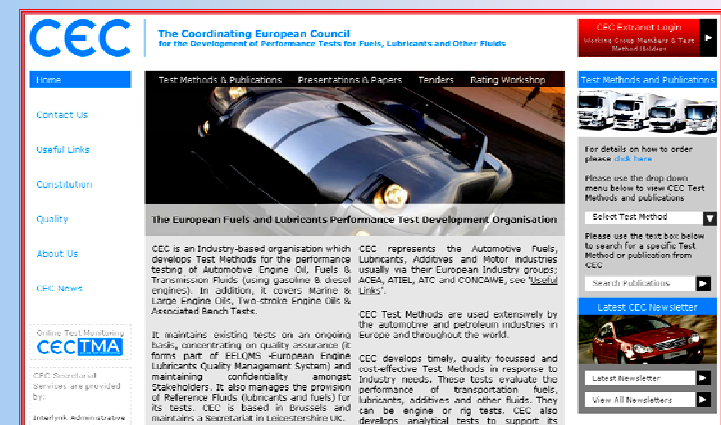 CEC
The Coordinating European Council
for the Development of Performance Tests for Fuels, Lubricants and Other Fluids
CEC Extranet Login
Working Group Members & Test
Method Holders
Home
Contact Us
Useful Links
Constitution
Quality
About Us
CEC News
Online Test Monitoring
CEC TMA
CEC Secretarial
Services are provided
by:
Interlynk Administrative
Test Methods & Publications Presentations & Papers Tenders Rating Workshop
The European Fuels and Lubricants Performance Test Development Organisation
CEC is an Industry-based organisation which
develops Test Methods for the performance
testing of Automotive Engine Oil, Fuels &
Transmission Fluids (using gasoline & diesel
engines). In addition, it covers Marine &
Large Engine Oils, Two-stroke Engine Oils &
Associated Bench Tests.
It maintains existing tests on an ongoing
basis, concentrating on quality assurance (it
forms part of EELQMS -European Engine
Lubricants Quality Management System) and
maintaining confidentiality amongst
Stakeholders. It also manages the provision
of Reference Fluids (lubricants and fuels) for
its tests. CEC is based in Brussels and
maintains a Secretariat in Leicestershire UK.
CEC represents the Automotive Fuels,
Lubricants, Additives and Motor industries
usually via their European Industry groups;
ACEA, ATIEL, ATC and CONCAWE, see 'Useful
Links'.
CEC Test Methods are used extensively by
the automotive and petroleum industries in
Europe and throughout the world.
CEC develops timely, quality focussed and
cost-effective Test Methods in response to
Industry needs. These tests evaluate the
performance of transportation fuels,
lubricants, additives and other fluids. They
can be engine or rig tests. CEC also
develops analytical tests to support its
Test Methods and Publications
For details on how to order
please click here
Please use the drop down
menu below to view CEC Test
Methods and publications
Select Test Method
Please use the text box below
to search for a specific Test
Method or publication from
CEC
Search Publications
Latest CEC Newsletter
Latest Newsletter
View All Newsletters